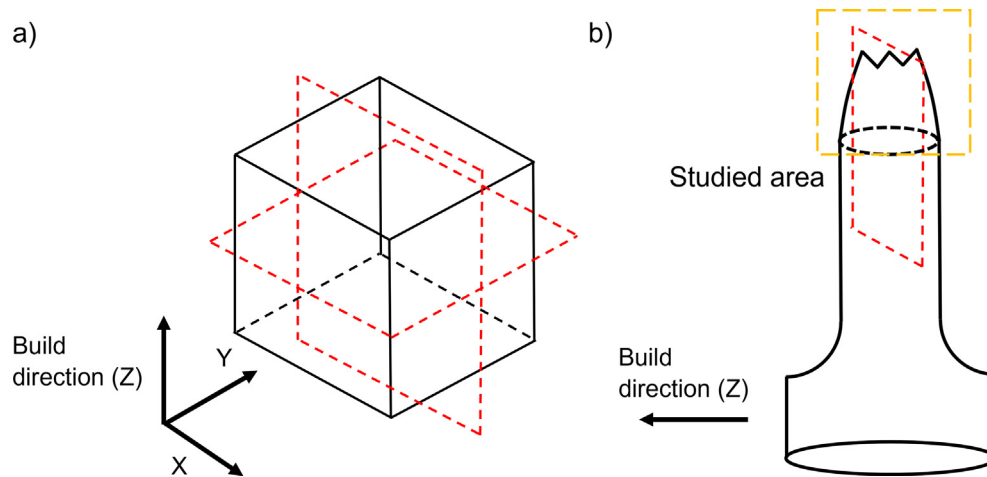 a)
b)
Studied area
Build
direction (Z)
Y
X
Build
direction (Z)